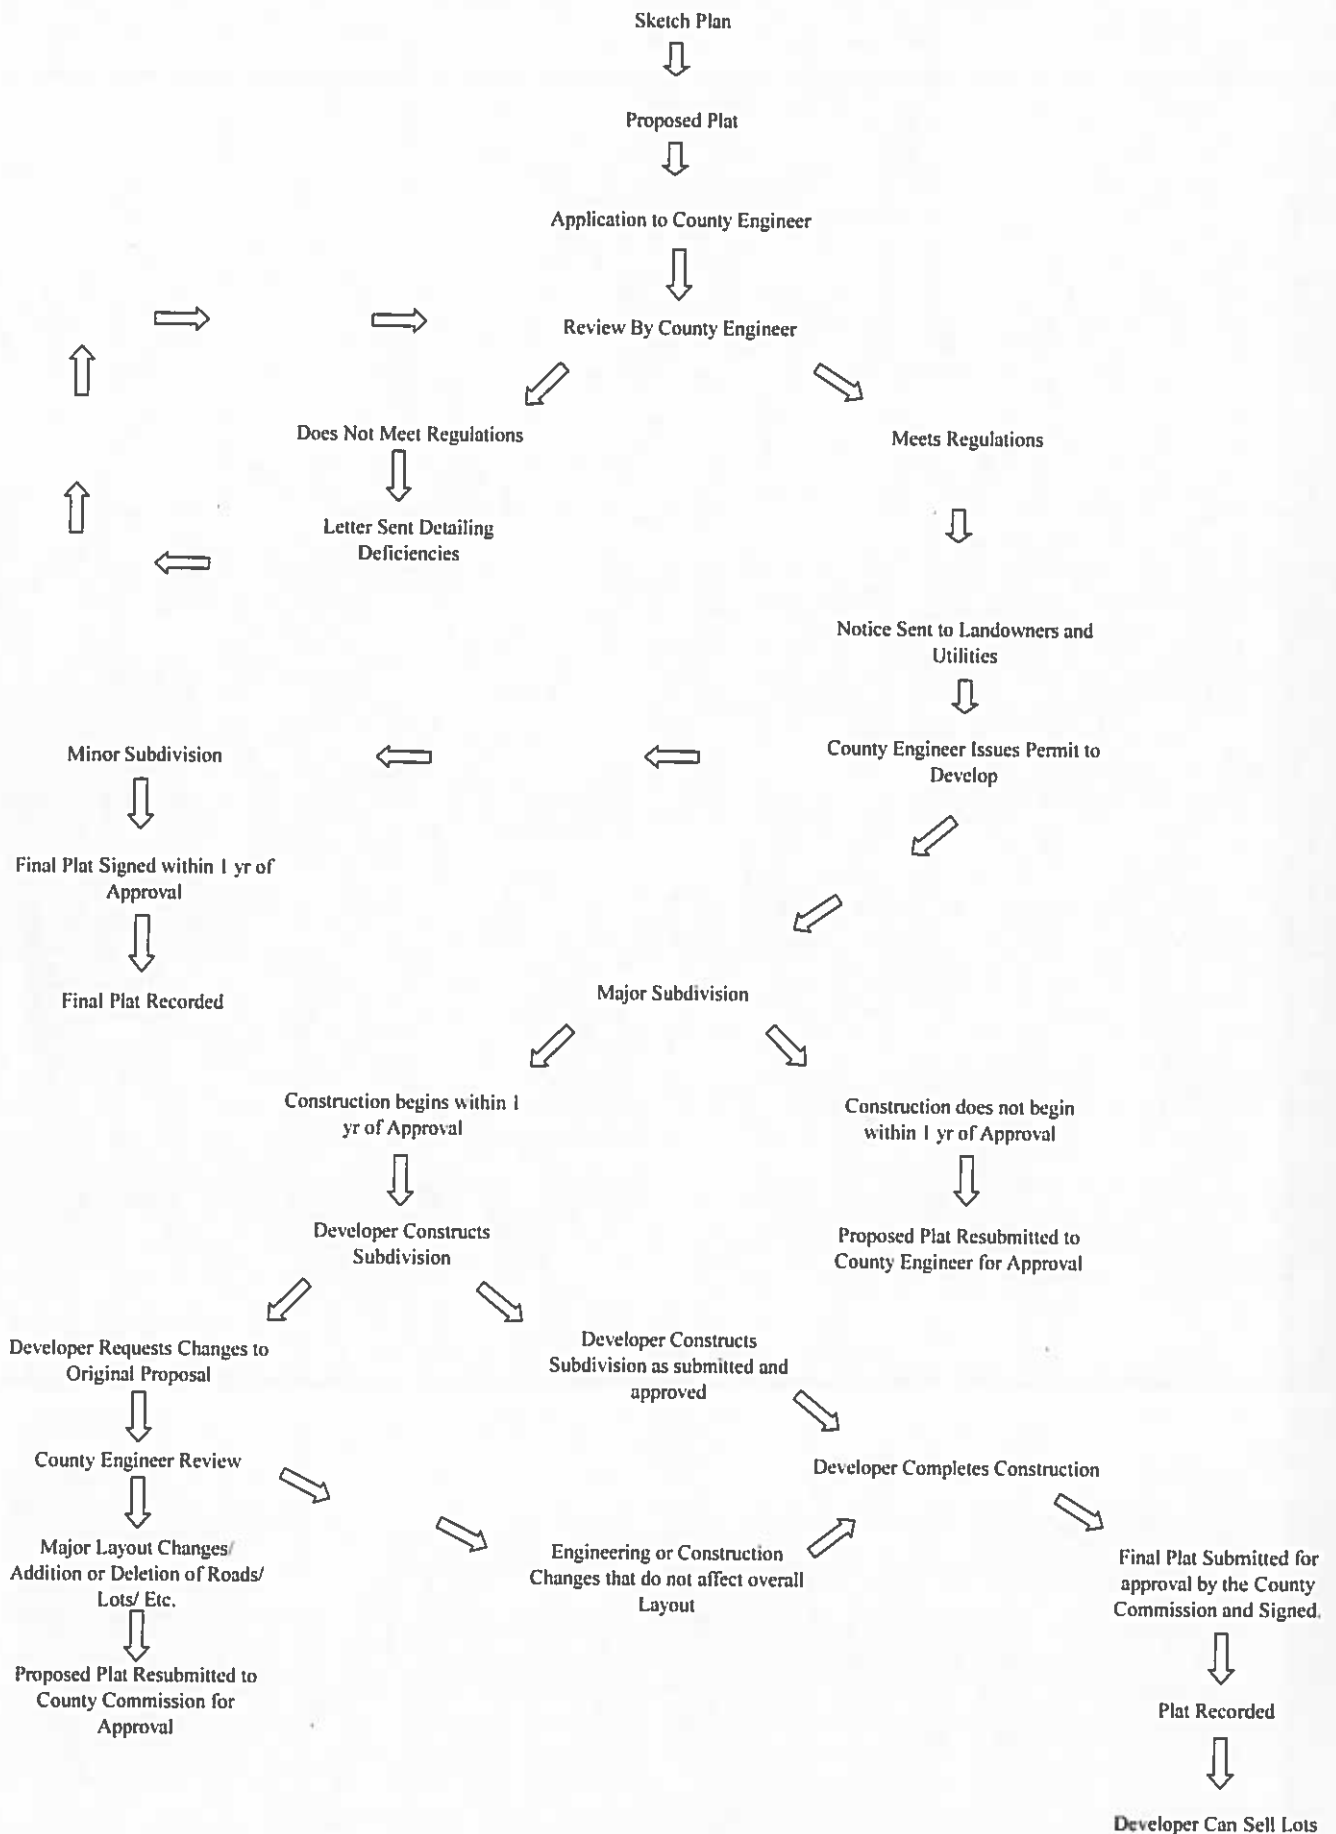 Sketch Plan
Proposed Plat
Application to County Engineer
Review By County Engineer
Does Not Meet Regulations
Meets Regulations
Letter Sent Detailing
Deficiencies
Notice Sent to Landowners and
Utilities
Minor Subdivision
County Engineer Issues Permit to
Develop
Final Plat Signed within 1 yr of
Approval
Final Plat Recorded
Major Subdivision
Construction begins within 1
yr of Approval
Construction does not begin
within 1 yr of Approval
Developer Constructs
Subdivision
Proposed Plat Resubmitted to
County Engineer for Approval
Developer Requests Changes to
Original Proposal
Developer Constructs
Subdivision as submitted and
approved
County Engineer Review
Developer Completes Construction
Major Layout Changes/
Addition or Deletion of Roads/
Lots/ Etc.
Engineering or Construction
Changes that do not affect overall
Layout
Final Plat Submitted for
approval by the County
Commission and Signed.
Proposed Plat Resubmitted to
County Commission for
Approval
Plat Recorded
Developer Can Sell Lots